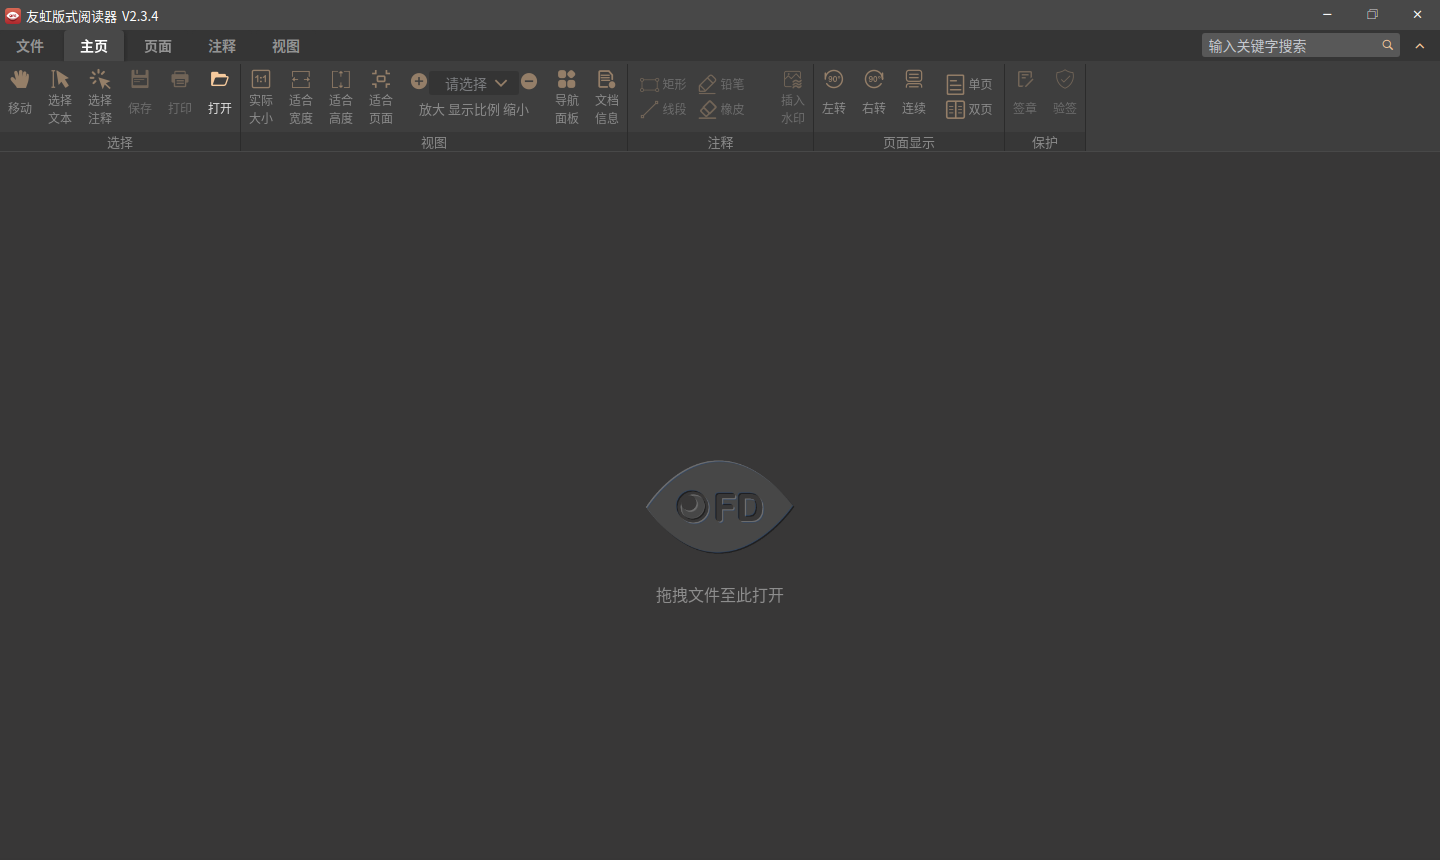 友虹版式阅读器 V2.3.4
文件 主页 页面 注释 视图 输入关键字搜索
移动 选择文本 选择注释 保存 打印 打开
实际大小 适合宽度 适合高度 适合页面 请选择 导航面板 文档信息
放大 显示比例 缩小
矩形 铅笔
线段 橡皮
插入水印
左转 右转 连续 单页
双页
签章 验签
选择 视图 注释 页面显示 保护
OFD
拖拽文件至此打开